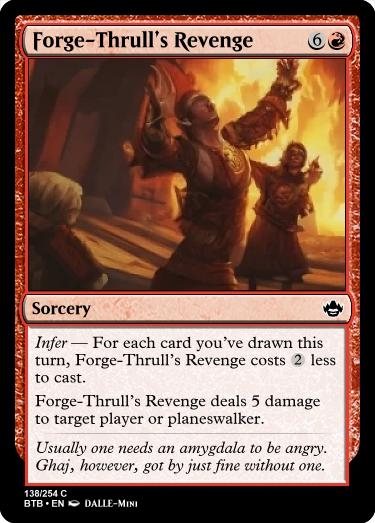 Forge-Thrull's Revenge 6
Sorcery
Infer — For each card you've drawn this
turn, Forge-Thrull's Revenge costs 2 less
to cast.
Forge-Thrull's Revenge deals 5 damage
to target player or planeswalker.
Usually one needs an amygdala to be angry.
Ghaj, however, got by just fine without one.
138/254 C
BTB • EN DALLE-Mini